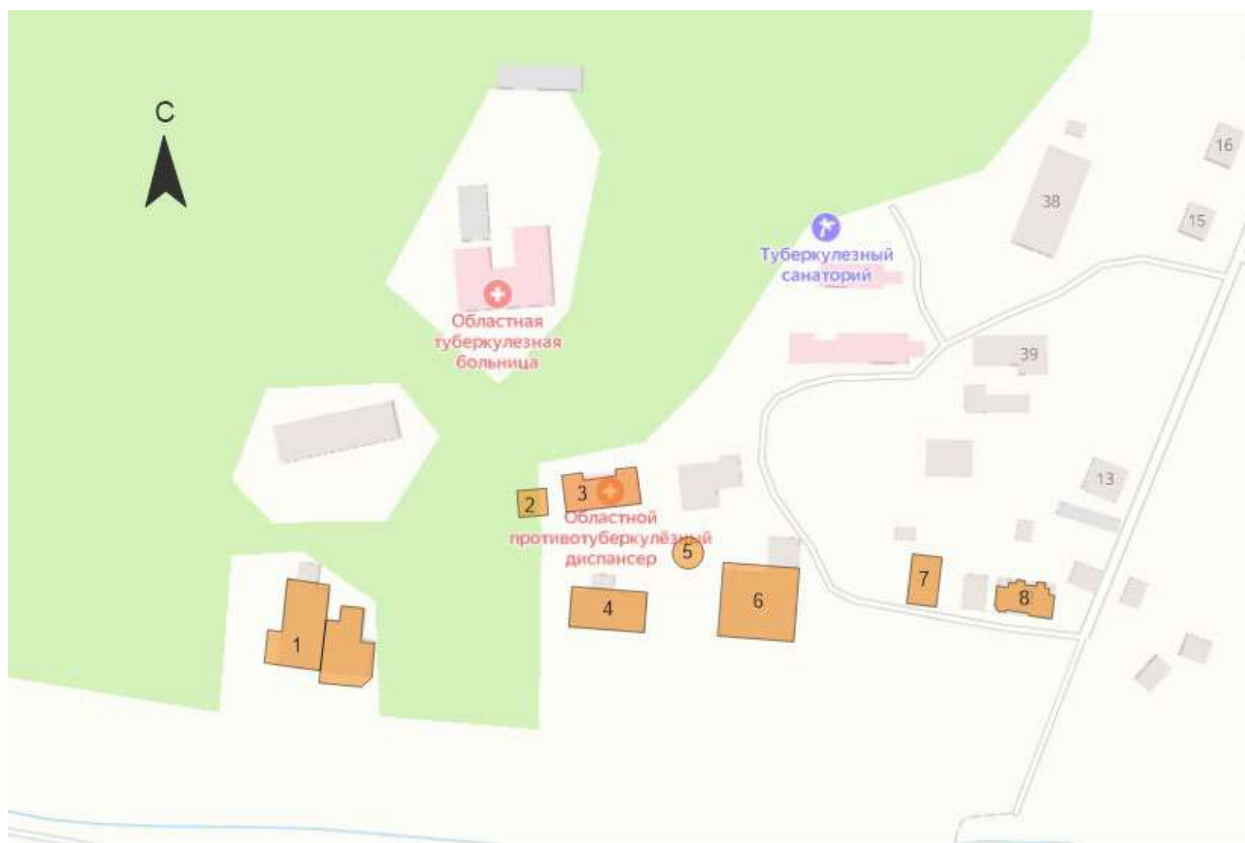 С
16
38
15
Туберкулезный
санаторий
Областная
туберкулезная
больница
39
13
2
3
Областной
противотуберкулёзный
диспансер
5
7
8
6
4
1